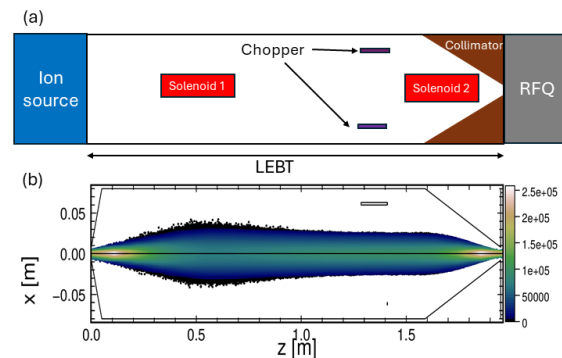 (a)
Ion
source
Chopper
Collimator
Solenoid 1
Solenoid 2
RFQ
LEBT
(b)
x [m]
0.05
0.00
−0.05
0.0
0.5
1.0
1.5
z [m]
2.5e+05
2e+05
1.5e+05
1e+05
50000
0